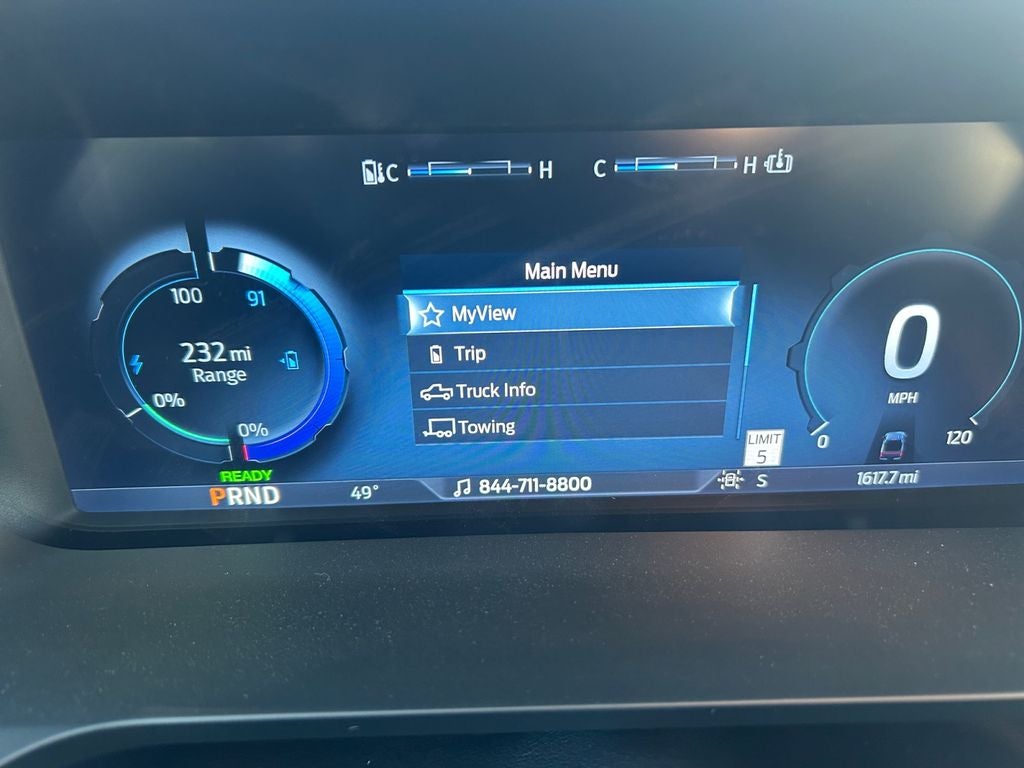 C H C H
Main Menu
100 91
MyView
232 mi
Range
Trip
Truck Info
0%
Towing
0%
0 MPH
0 120
LIMIT
5
READY
PRND 49° 844-711-8800 S 1617.7 mi